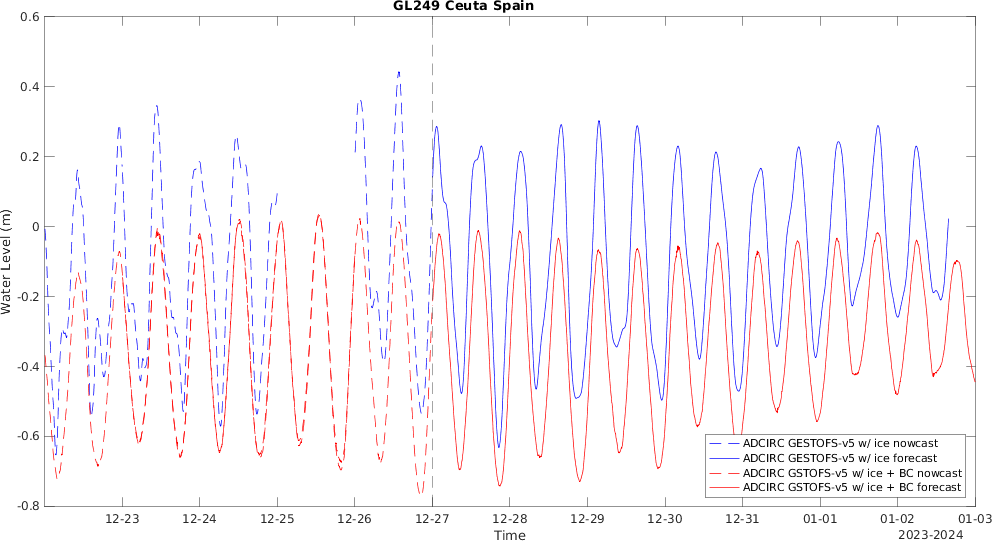 GL249 Ceuta Spain
0.6
0.4
0.2
0
-0.2
-0.4
-0.6
-0.8
Water Level (m)
ADCIRC GESTOFS-v5 w/ ice nowcast
ADCIRC GESTOFS-v5 w/ ice forecast
ADCIRC GSTOFS-v5 w/ ice + BC nowcast
ADCIRC GSTOFS-v5 w/ ice + BC forecast
12-23 12-24 12-25 12-26 12-27 12-28 12-29 12-30 12-31 01-01 01-02 01-03
Time
2023-2024